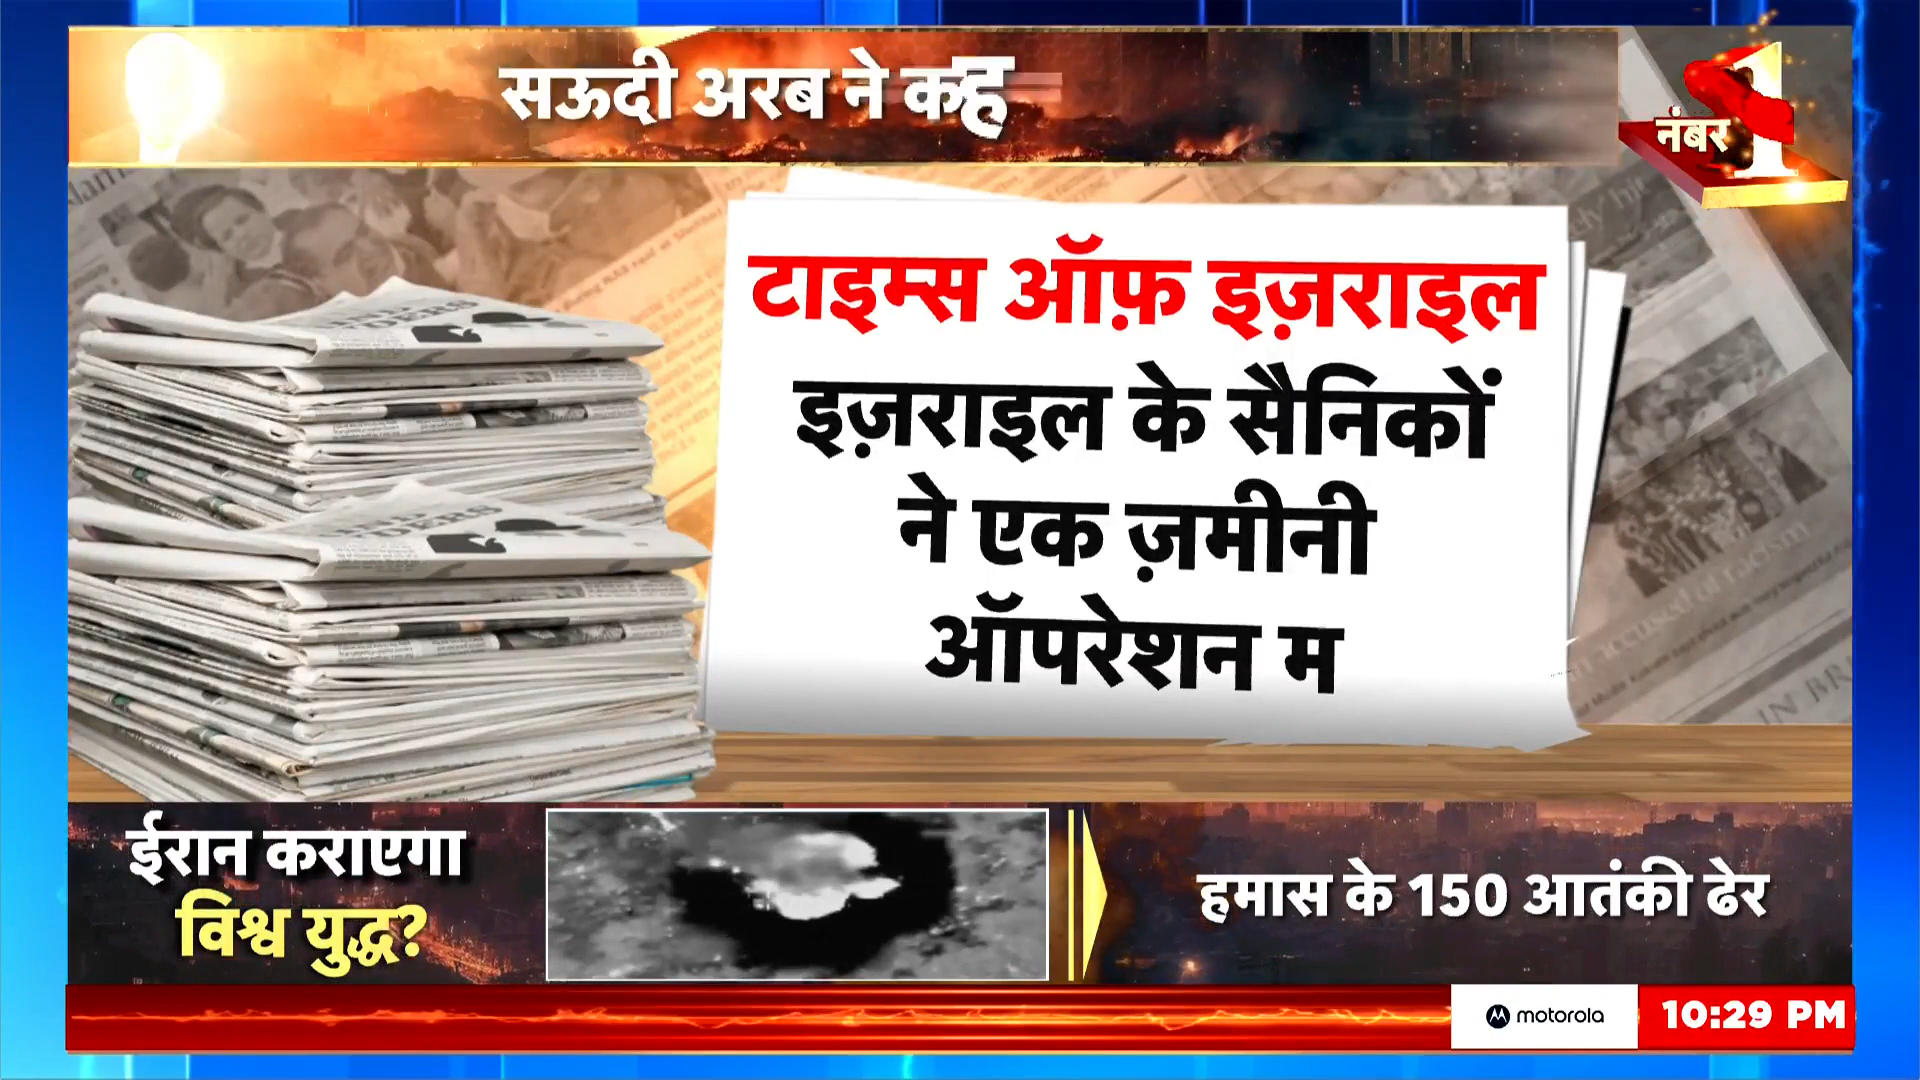 सऊदी अरब ने कह
नंबर 1
टाइम्स ऑफ़ इज़राइल
इज़राइल के सैनिकों
ने एक ज़मीनी
ऑपरेशन म
ईरान कराएगा
विश्व युद्ध?
हमास के 150 आतंकी ढेर
motorola
10:29 PM